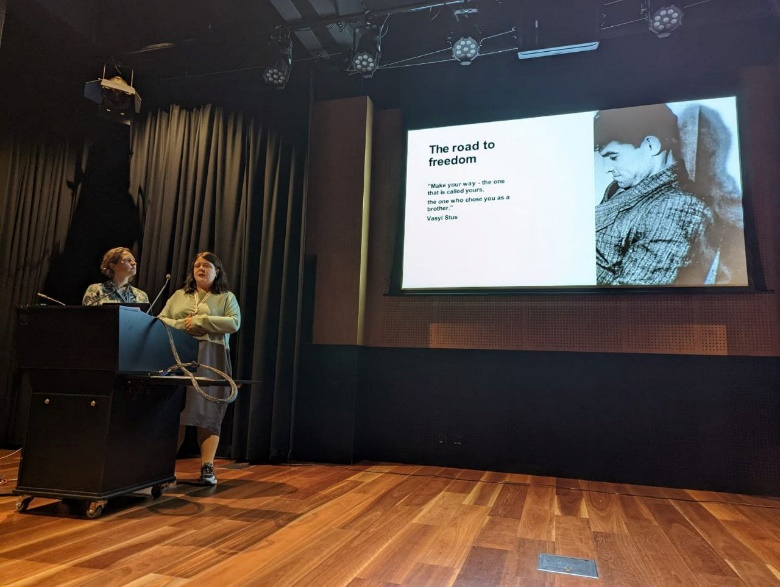 The road to
freedom
"Make your way - the one
that is called yours,
the one who chose you as a
brother."
Vasyl Stus